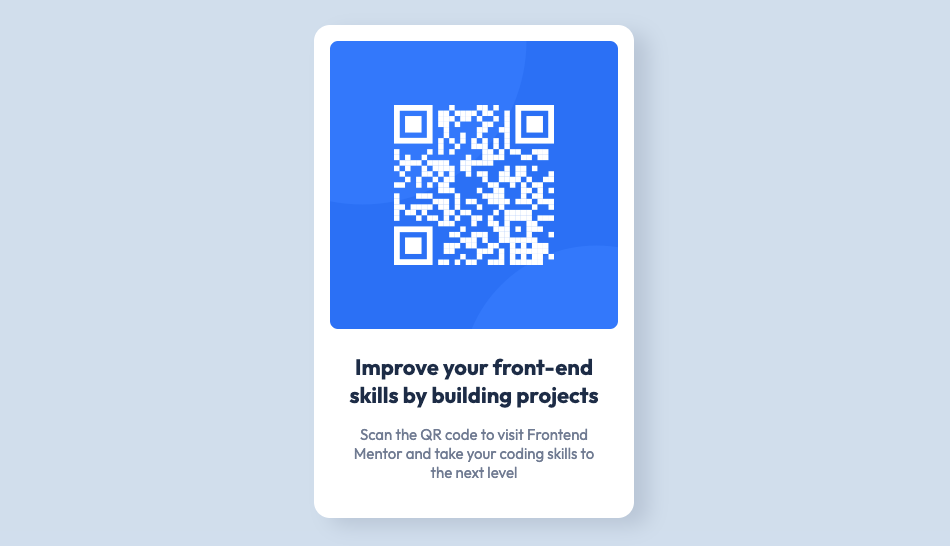 Improve your front-end
skills by building projects
Scan the QR code to visit Frontend
Mentor and take your coding skills to
the next level